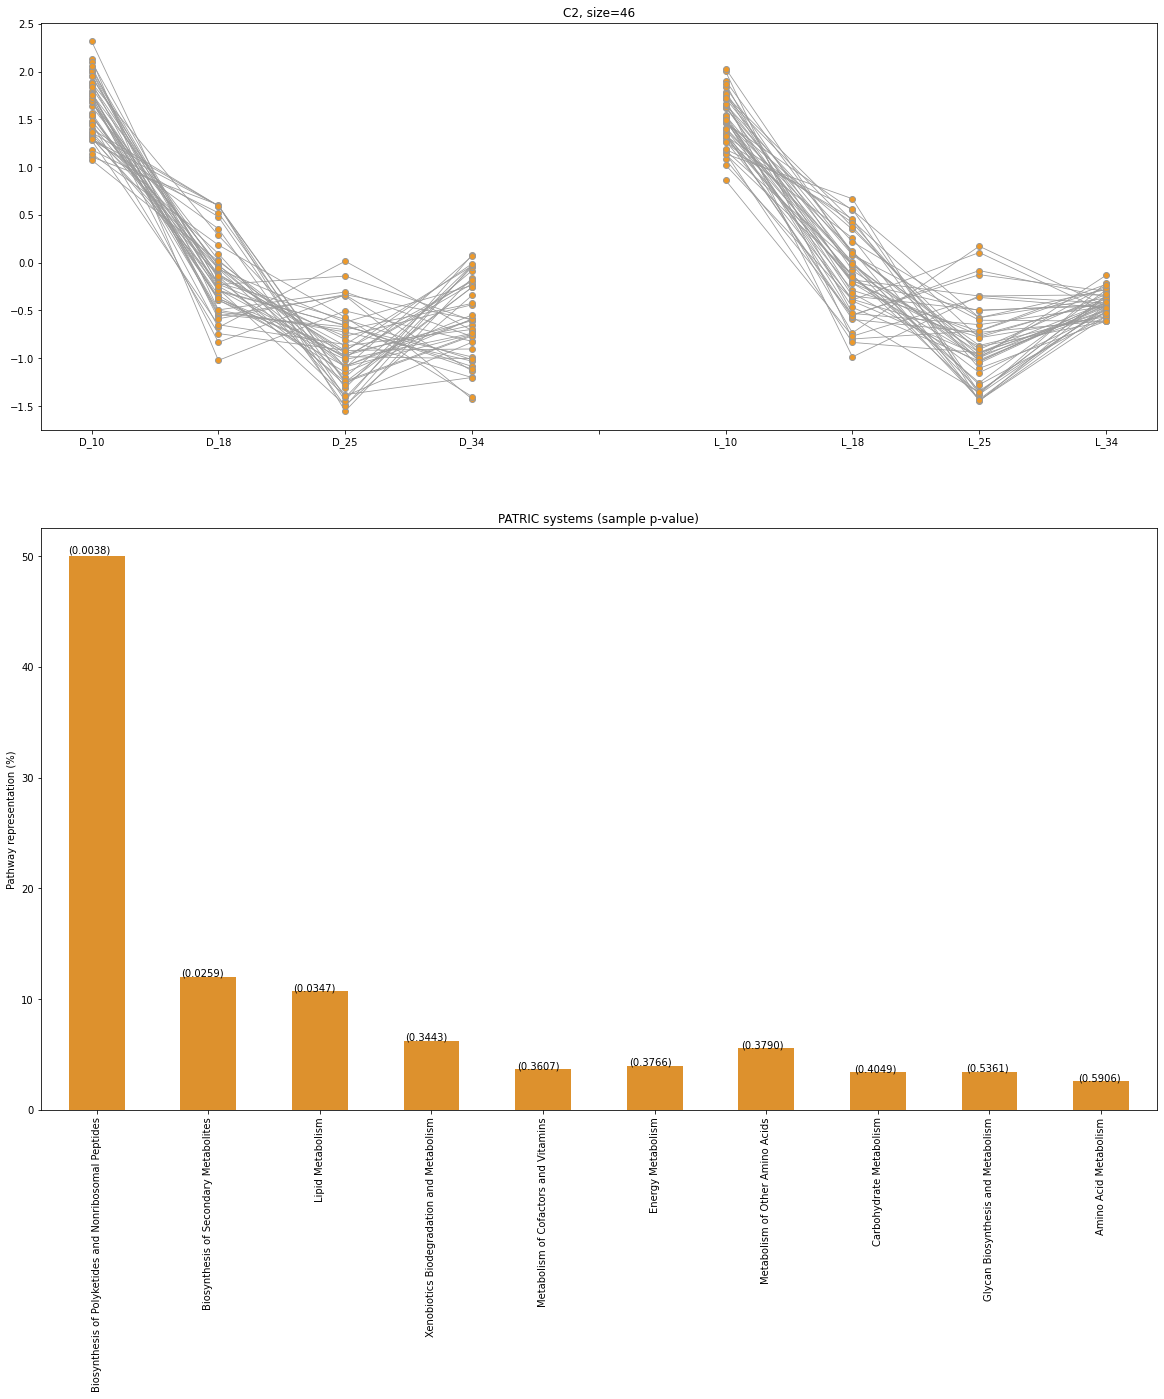 C2, size=46
2.5
2.0
1.5
1.0
0.5
0.0
−0.5
−1.0
−1.5
D_10 D_18 D_25 D_34 L_10 L_18 L_25 L_34
PATRIC systems (sample p-value)
Pathway representation (%)
50
40
30
20
10
0
(0.0038)
(0.0259)
(0.0347)
(0.3443)
(0.3607)
(0.3766)
(0.3790)
(0.4049)
(0.5361)
(0.5906)
Biosynthesis of Polyketides and Nonribosomal Peptides
Biosynthesis of Secondary Metabolites
Lipid Metabolism
Xenobiotics Biodegradation and Metabolism
Metabolism of Cofactors and Vitamins
Energy Metabolism
Metabolism of Other Amino Acids
Carbohydrate Metabolism
Glycan Biosynthesis and Metabolism
Amino Acid Metabolism